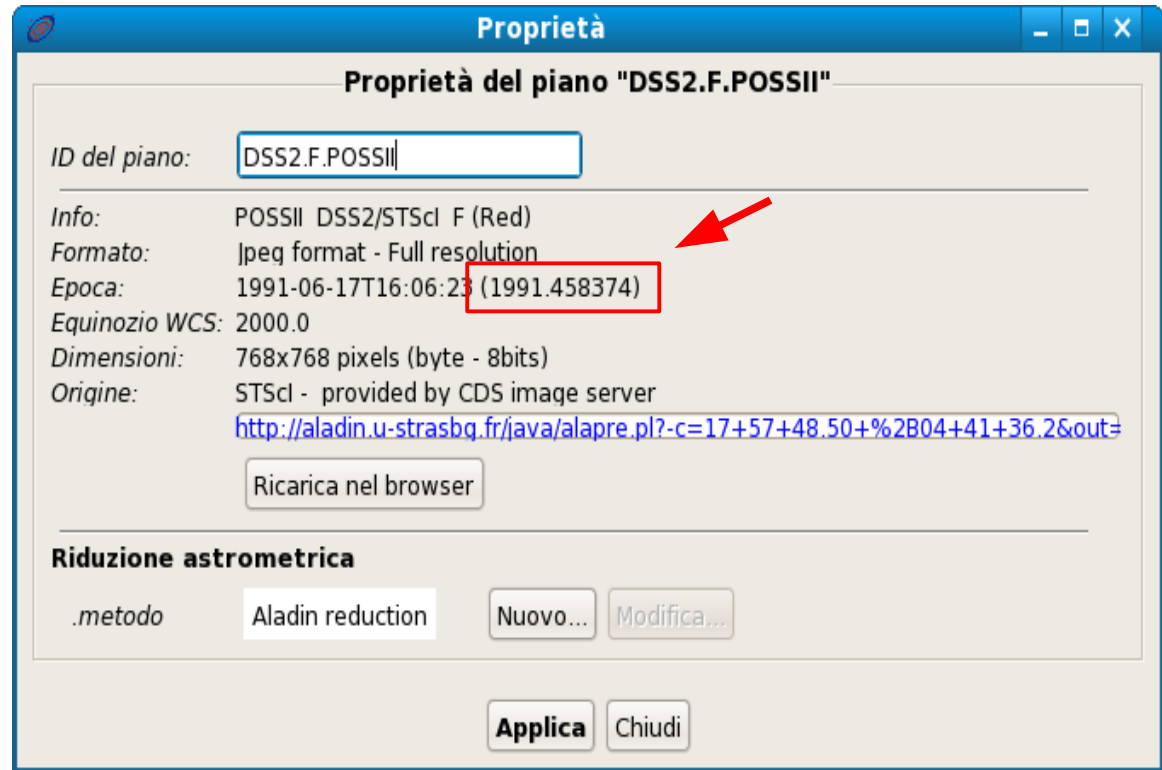 Proprietà
Proprietà del piano "DSS2.F.POSSII"
ID del piano: DSS2.F.POSSII
Info: POSSII DSS2/STScI F (Red)
Formato: Jpeg format - Full resolution
Epoca: 1991-06-17T16:06:23 (1991.458374)
Equinozio WCS: 2000.0
Dimensioni: 768x768 pixels (byte - 8bits)
Origine: STScI - provided by CDS image server
http://aladin.u-strasbg.fr/java/alapre.pl?-c=17+57+48.50+%2B04+41+36.2&out=
Ricarica nel browser
Riduzione astrometrica
.metodo Aladin reduction Nuovo... Modifica...
Applica Chiudi